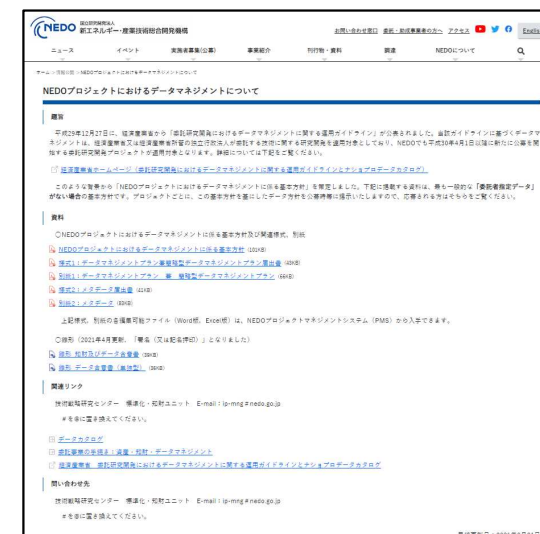 NEDO 国立研究開発法人 新エネルギー・産業技術総合開発機構
お問い合わせ窓口 委託・助成事業者の方へ アクセス English
ニュース イベント 実施者募集(公募) 事業紹介 刊行物・資料 調達 NEDOについて
ホーム > 情報公開 > NEDOプロジェクトにおけるデータマネジメントについて
NEDOプロジェクトにおけるデータマネジメントについて
趣旨
平成29年12月27日に、経済産業省から「委託研究開発におけるデータマネジメントに関する運用ガイドライン」が公表されました。当該ガイドラインに基づくデータマ
ネジメントは、経済産業省又は経済産業省所管の独立行政法人が委託する技術に関する研究開発を適用対象としており、NEDOでも平成30年4月1日以降に新たに公募を開
始する委託研究開発プロジェクトが適用対象となります。詳細については下記をご覧ください。
経済産業省ホームページ（委託研究開発におけるデータマネジメントに関する運用ガイドラインとナショプロデータカタログ）
このような背景から「NEDOプロジェクトにおけるデータマネジメントに係る基本方針」を策定しました。下記に掲載する資料は、最も一般的な「委託者指定データ」
がない場合の基本方針です。プロジェクトごとに、この基本方針を基にしたデータ方針を公募時等に提示いたしますので、応募される方はそちらをご覧ください。
資料
○NEDOプロジェクトにおけるデータマネジメントに係る基本方針及び関連様式、別紙
NEDOプロジェクトにおけるデータマネジメントに係る基本方針 (101KB)
様式1：データマネジメントプラン兼簡略型データマネジメントプラン届出書
別紙1：データマネジメントプラン 兼 簡略型データマネジメントプラン (66KB)
様式2：メタデータ届出書 (41KB)
別紙2：メタデータ
上記様式、別紙の各編集可能ファイル（Word版、Excel版）は、NEDOプロジェクトマネジメントシステム（PMS）から入手できます。
○雛形（2021年4月更新、「署名（又は記名押印）」となりました）
雛形 知財及びデータ合意書
雛形 データ合意書（単独型）
関連リンク
技術戦略研究センター 標準化・知財ユニット E-mail：ip-mng#nedo.go.jp
#を@に置き換えてください。
データカタログ
委託事業の手続き：資産・知財・データマネジメント
経済産業省 委託研究開発におけるデータマネジメントに関する運用ガイドラインとナショプロデータカタログ
問い合わせ先
技術戦略研究センター 標準化・知財ユニット E-mail：ip-mng#nedo.go.jp
#を@に置き換えてください。